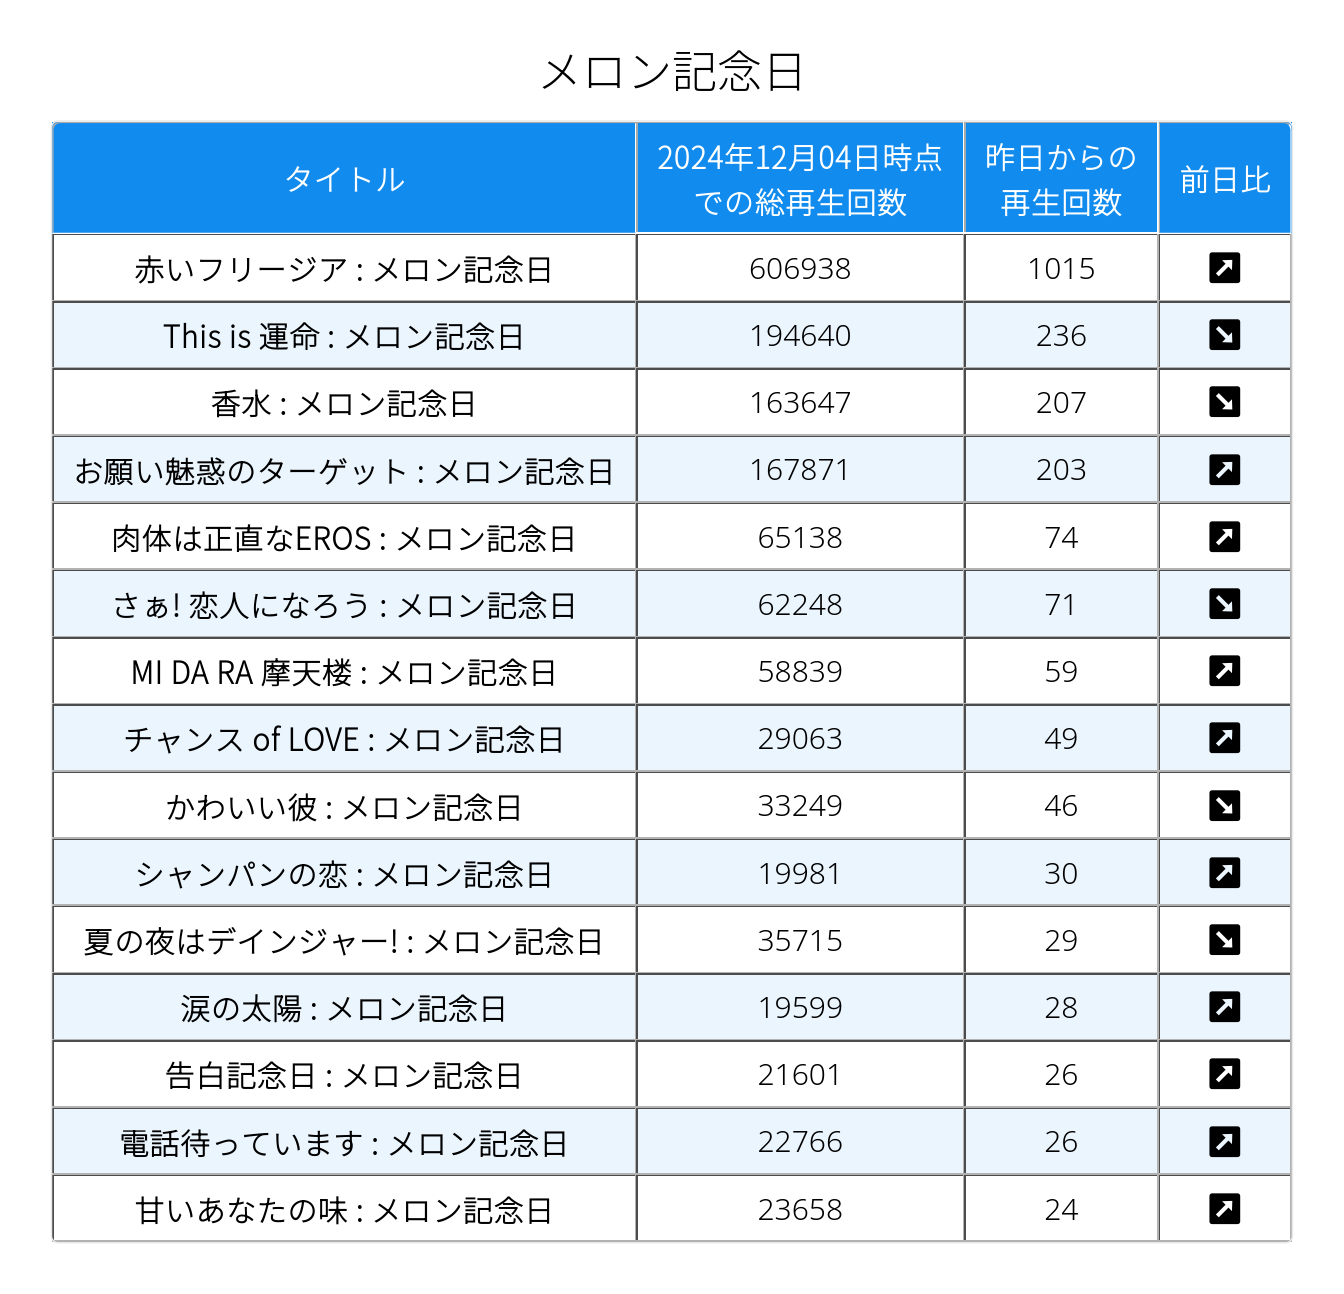 メロン記念日
タイトル 2024年12月04日時点での総再生回数 昨日からの再生回数 前日比
赤いフリージア : メロン記念日 606938 1015 ↗
This is 運命 : メロン記念日 194640 236 ↘
香水 : メロン記念日 163647 207 ↘
お願い魅惑のターゲット : メロン記念日 167871 203 ↗
肉体は正直なEROS : メロン記念日 65138 74 ↗
さぁ! 恋人になろう : メロン記念日 62248 71 ↘
MI DA RA 摩天楼 : メロン記念日 58839 59 ↗
チャンス of LOVE : メロン記念日 29063 49 ↗
かわいい彼 : メロン記念日 33249 46 ↘
シャンパンの恋 : メロン記念日 19981 30 ↗
夏の夜はデインジャー! : メロン記念日 35715 29 ↘
涙の太陽 : メロン記念日 19599 28 ↗
告白記念日 : メロン記念日 21601 26 ↗
電話待っています : メロン記念日 22766 26 ↗
甘いあなたの味 : メロン記念日 23658 24 ↗